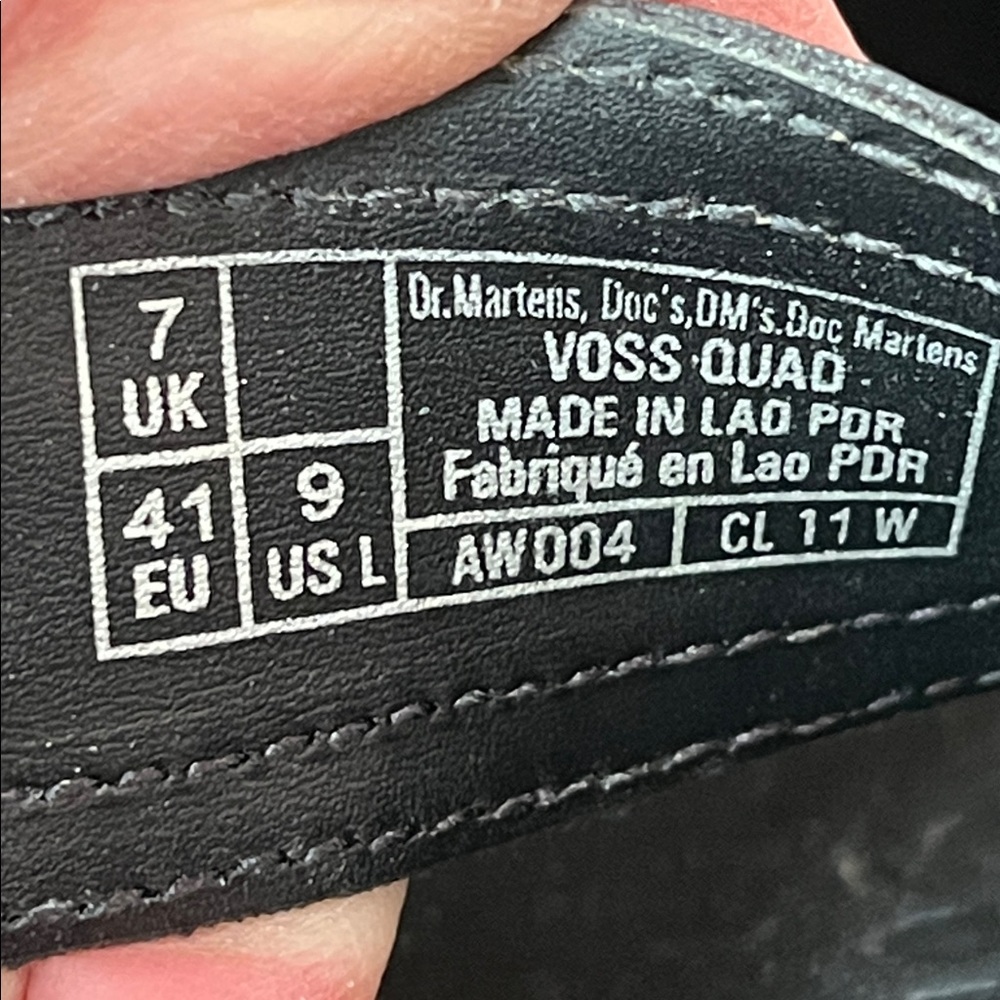 7
UK
41
EU
9
US L
Dr.Martens, Doc's,DM's.Doc Martens
VOSS QUAD
MADE IN LAO PDR
Fabriqué en Lao PDR
AW004
CL 11 W